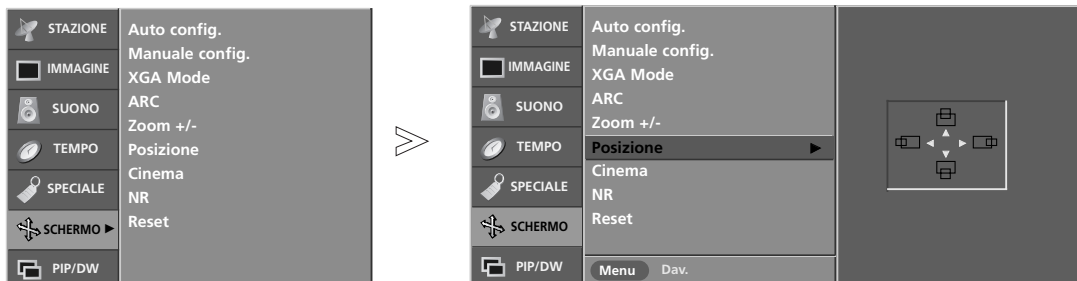 STAZIONE
IMMAGINE
SUONO
TEMPO
SPECIALE
SCHERMO
PIP/DW
Auto config.
Manuale config.
XGA Mode
ARC
Zoom +/-
Posizione
Cinema
NR
Reset
STAZIONE
IMMAGINE
SUONO
TEMPO
SPECIALE
SCHERMO
PIP/DW
Auto config.
Manuale config.
XGA Mode
ARC
Zoom +/-
Posizione
Cinema
NR
Reset
Menu Dav.